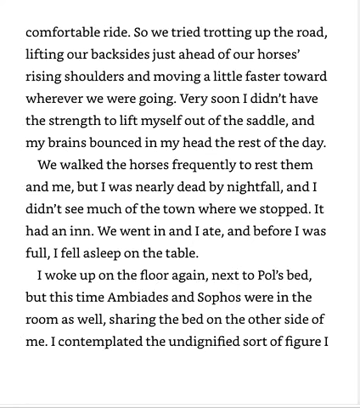 comfortable ride. So we tried trotting up the road,
lifting our backsides just ahead of our horses’
rising shoulders and moving a little faster toward
wherever we were going. Very soon I didn’t have
the strength to lift myself out of the saddle, and
my brains bounced in my head the rest of the day.
We walked the horses frequently to rest them
and me, but I was nearly dead by nightfall, and I
didn’t see much of the town where we stopped. It
had an inn. We went in and I ate, and before I was
full, I fell asleep on the table.
I woke up on the floor again, next to Pol’s bed,
but this time Ambiades and Sophos were in the
room as well, sharing the bed on the other side of
me. I contemplated the undignified sort of figure I